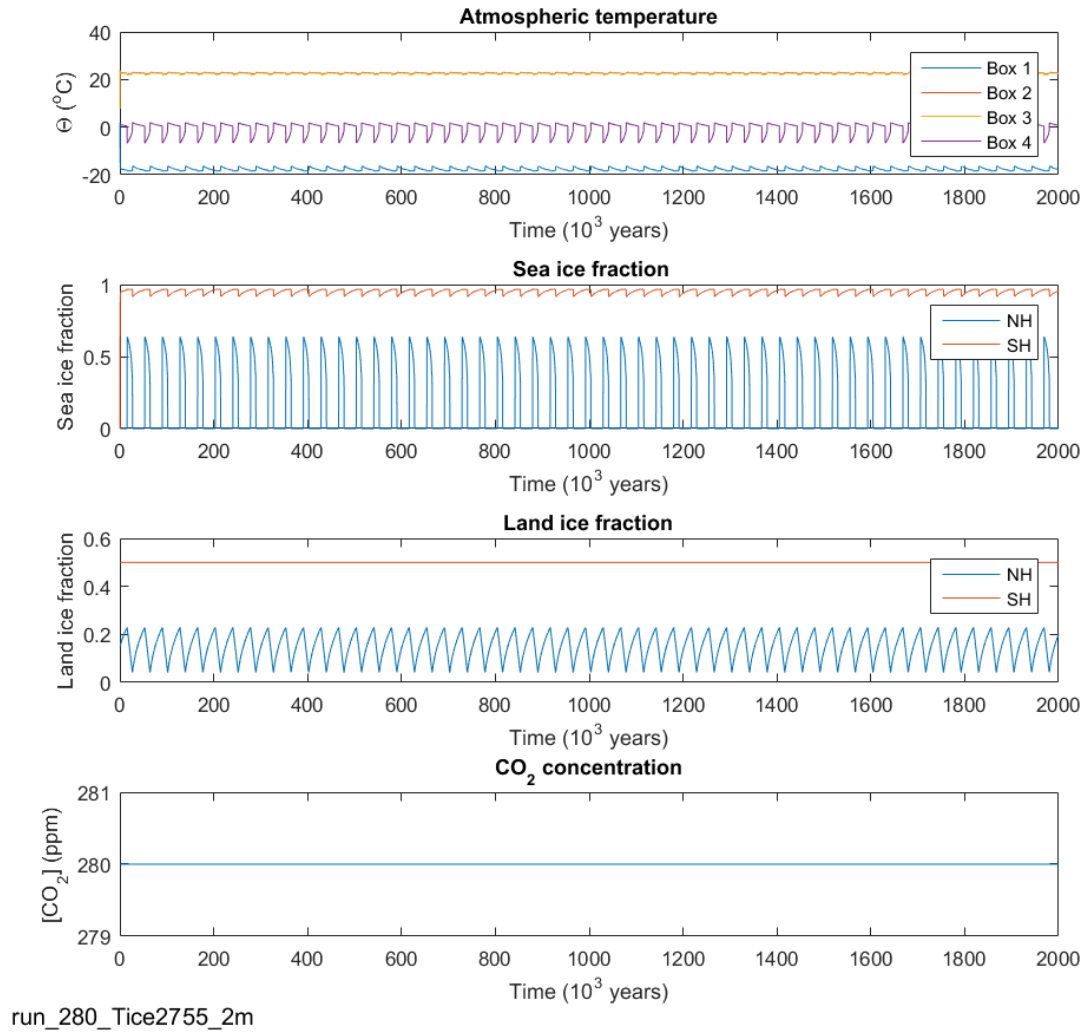 Atmospheric temperature
40
20
0
-20
Θ (°C)
Box 1
Box 2
Box 3
Box 4
0 200 400 600 800 1000 1200 1400 1600 1800 2000
Time (10³ years)
Sea ice fraction
1
0.5
0
Sea ice fraction
NH
SH
0 200 400 600 800 1000 1200 1400 1600 1800 2000
Time (10³ years)
Land ice fraction
0.6
0.4
0.2
0
Land ice fraction
NH
SH
0 200 400 600 800 1000 1200 1400 1600 1800 2000
Time (10³ years)
CO₂ concentration
281
280
279
[CO₂] (ppm)
0 200 400 600 800 1000 1200 1400 1600 1800 2000
Time (10³ years)
run_280_Tice2755_2m